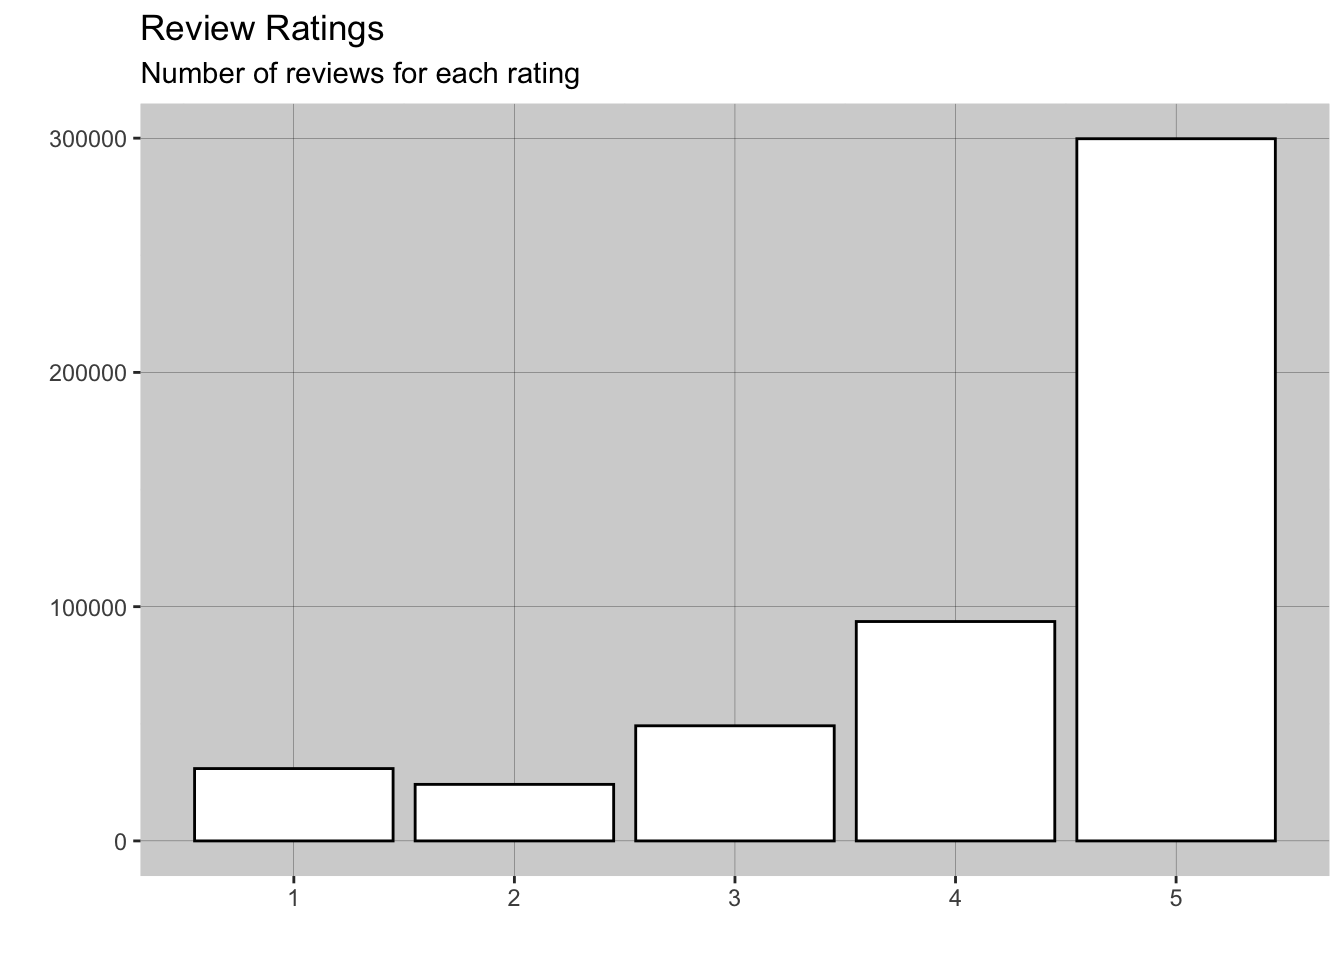 Review Ratings
Number of reviews for each rating
300000
200000
100000
0
1 2 3 4 5